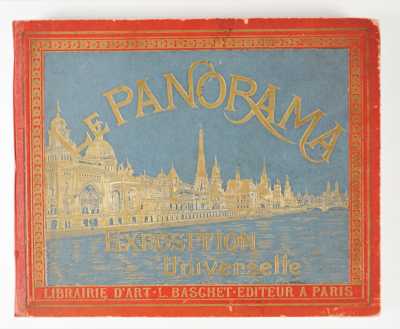 LE PANORAMA
EXPOSITION
Universelle
LIBRAIRIE D'ART - L. BASCHET - EDITEUR A PARIS